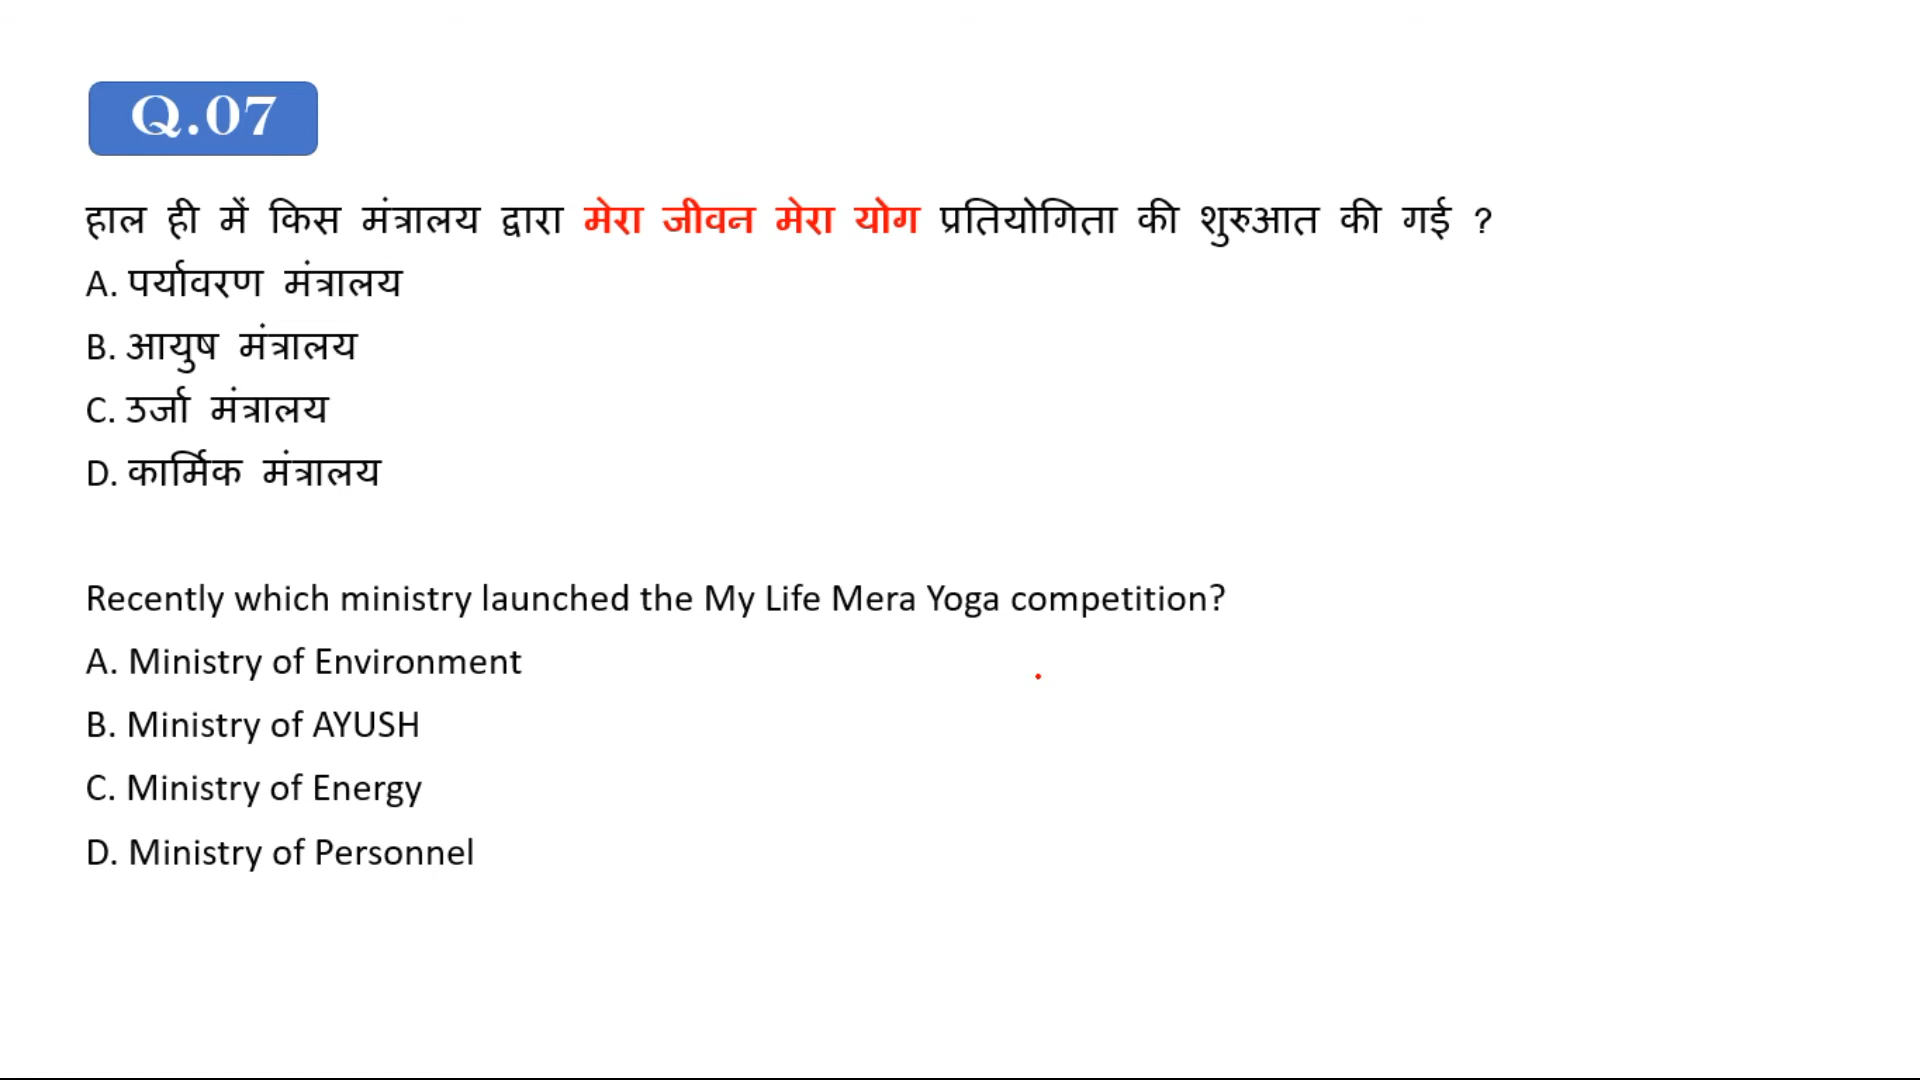 Q.07
हाल ही में किस मंत्रालय द्वारा मेरा जीवन मेरा योग प्रतियोगिता की शुरुआत की गई ?
A. पर्यावरण मंत्रालय
B. आयुष मंत्रालय
C. उर्जा मंत्रालय
D. कार्मिक मंत्रालय
Recently which ministry launched the My Life Mera Yoga competition?
A. Ministry of Environment
B. Ministry of AYUSH
C. Ministry of Energy
D. Ministry of Personnel